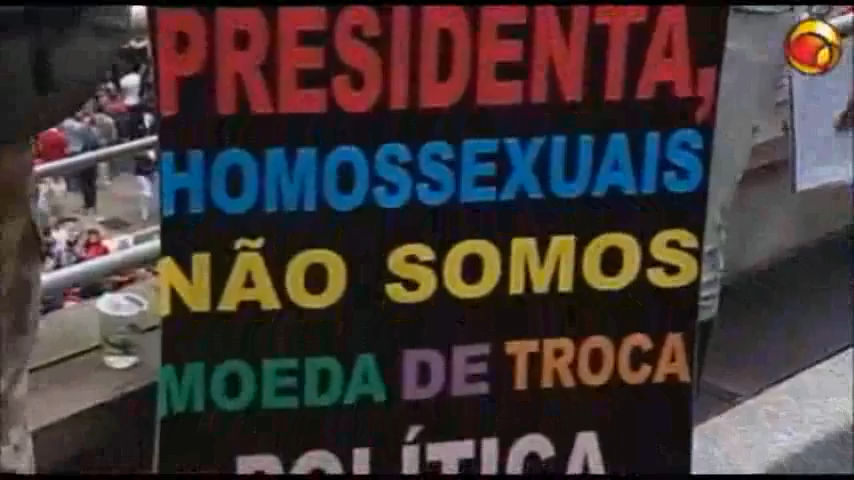 PRESIDENTA,
HOMOSSEXUAIS
NÃO SOMOS
MOEDA DE TROCA
POLÍTICA